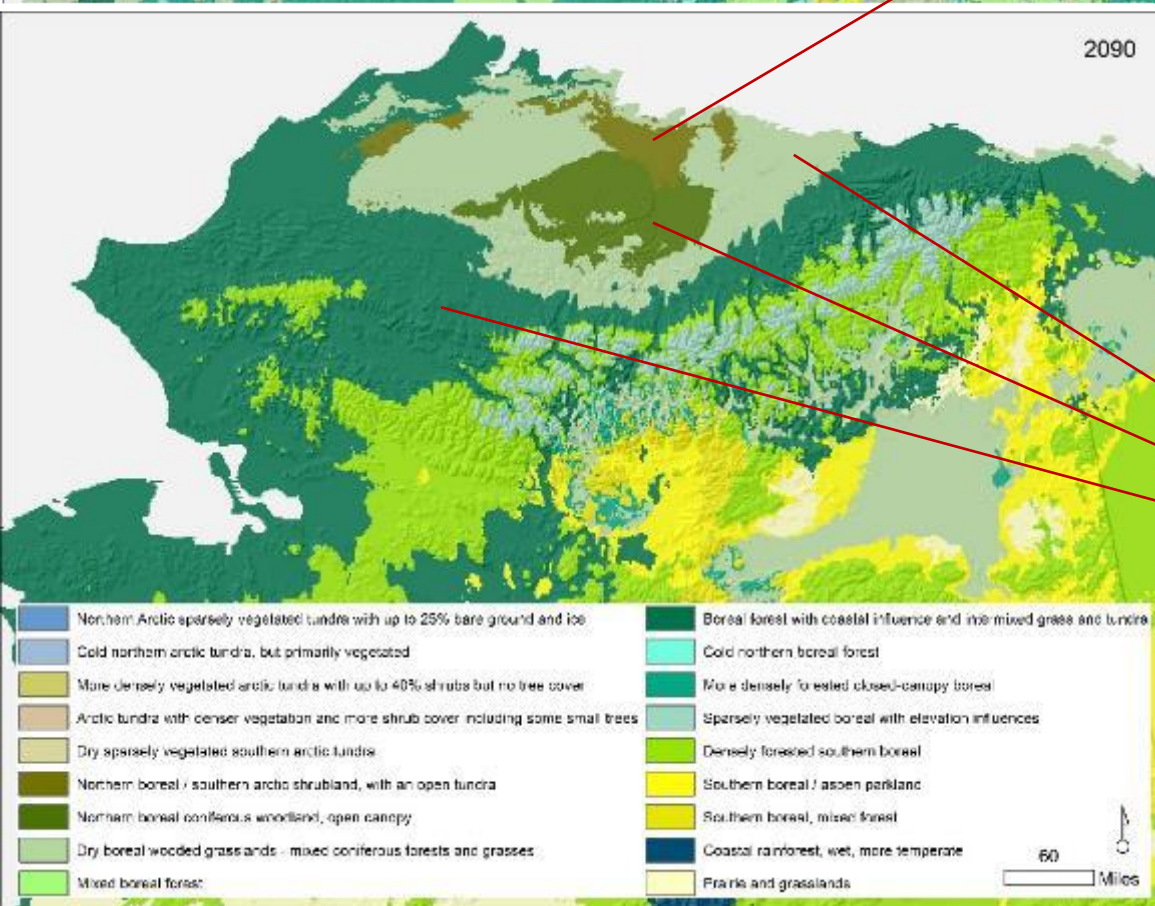 2090
Northern Arctic sparsely vegetated tundra with up to 25% bare ground and ice
Cold northern arctic tundra, but primarily vegetated
More densely vegetated arctic tundra with up to 40% shrubs but no tree cover
Arctic tundra with denser vegetation and more shrub cover including some small trees
Dry sparsely vegetated southern arctic tundra
Northern boreal / southern arctic shrubland, with an open tundra
Northern boreal coniferous woodland, open canopy
Dry boreal wooded grasslands - mixed coniferous forests and grasses
Mixed boreal forest
Boreal forest with coastal influence and intermixed grass and tundra
Cold northern boreal forest
More densely forested closed-canopy boreal
Sparsely vegetated boreal with elevation influences
Densely forested southern boreal
Southern boreal / aspen parkland
Southern boreal, mixed forest
Coastal rainforest, wet, more temperate
Prairie and grasslands
60
Miles